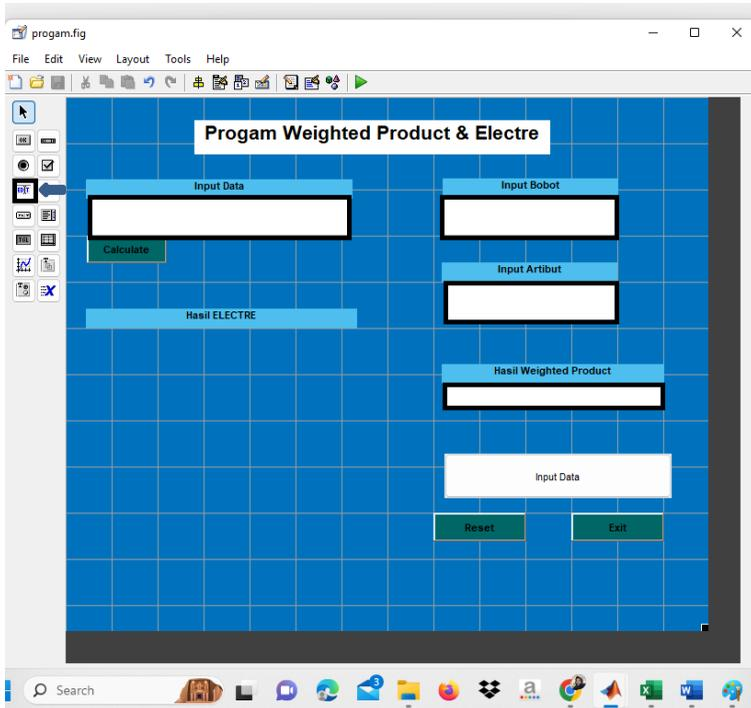 progam.fig
File Edit View Layout Tools Help
Progam Weighted Product & Electre
Input Data
Input Bobot
Calculate
Input Artibut
Hasil ELECTRE
Hasil Weighted Product
Input Data
Reset
Exit
Search
3